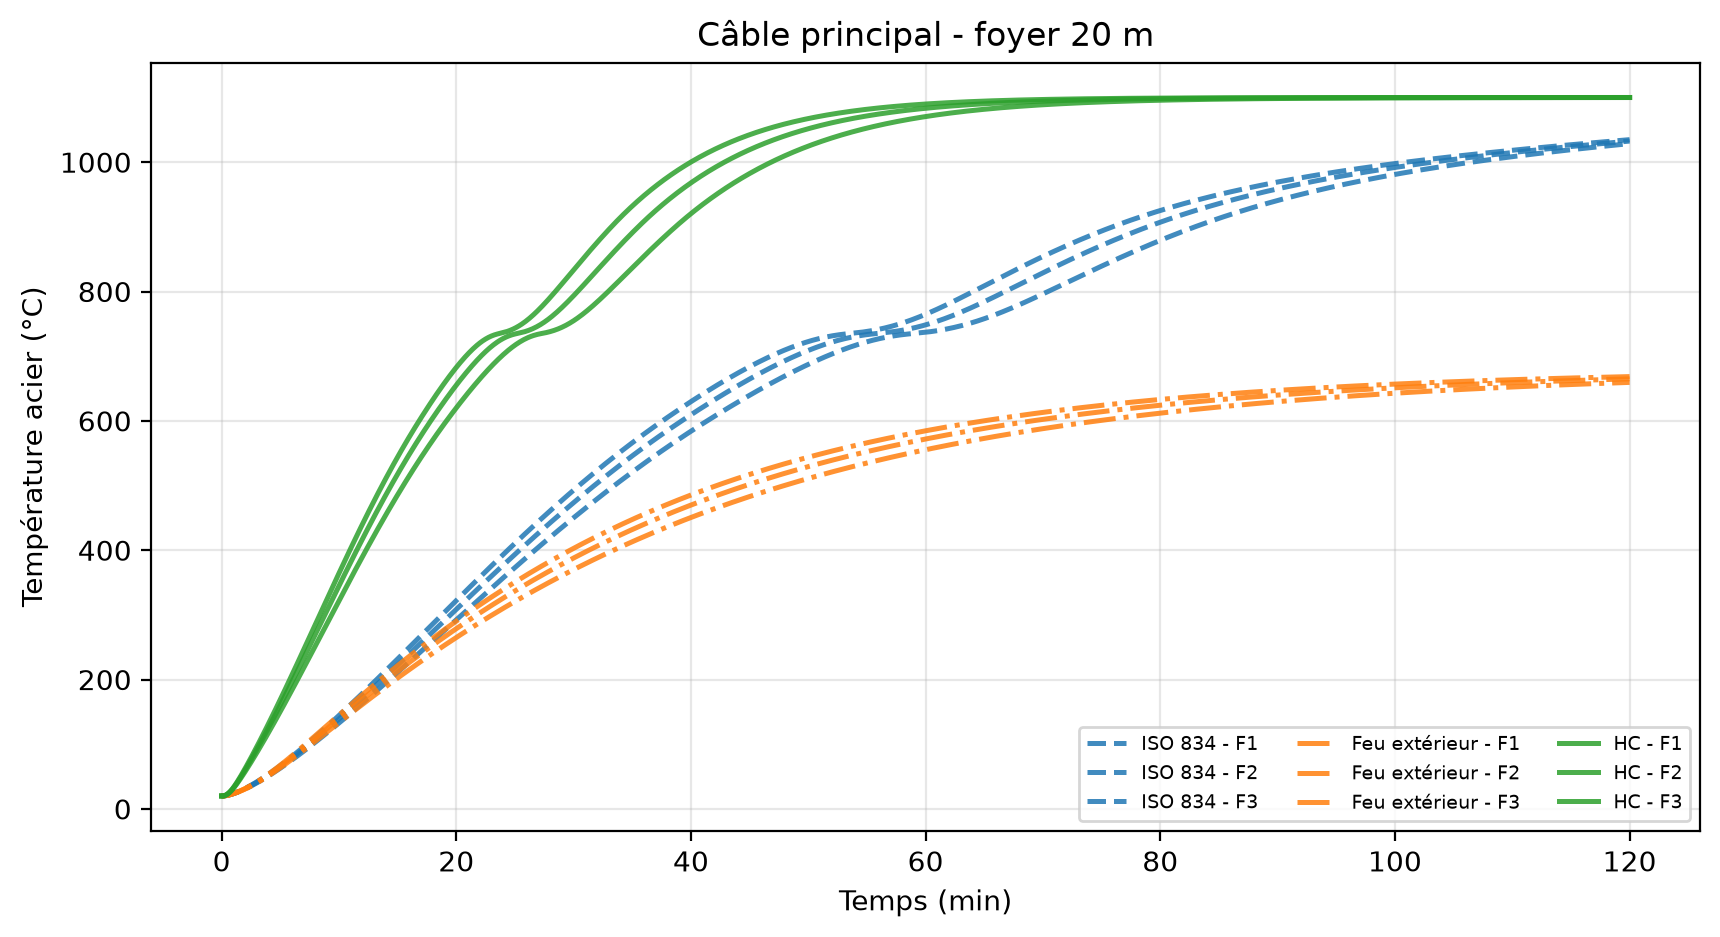 Câble principal - foyer 20 m
Température acier (°C)
1000
800
600
400
200
0
0 20 40 60 80 100 120
Temps (min)
ISO 834 - F1 Feu extérieur - F1 HC - F1
ISO 834 - F2 Feu extérieur - F2 HC - F2
ISO 834 - F3 Feu extérieur - F3 HC - F3